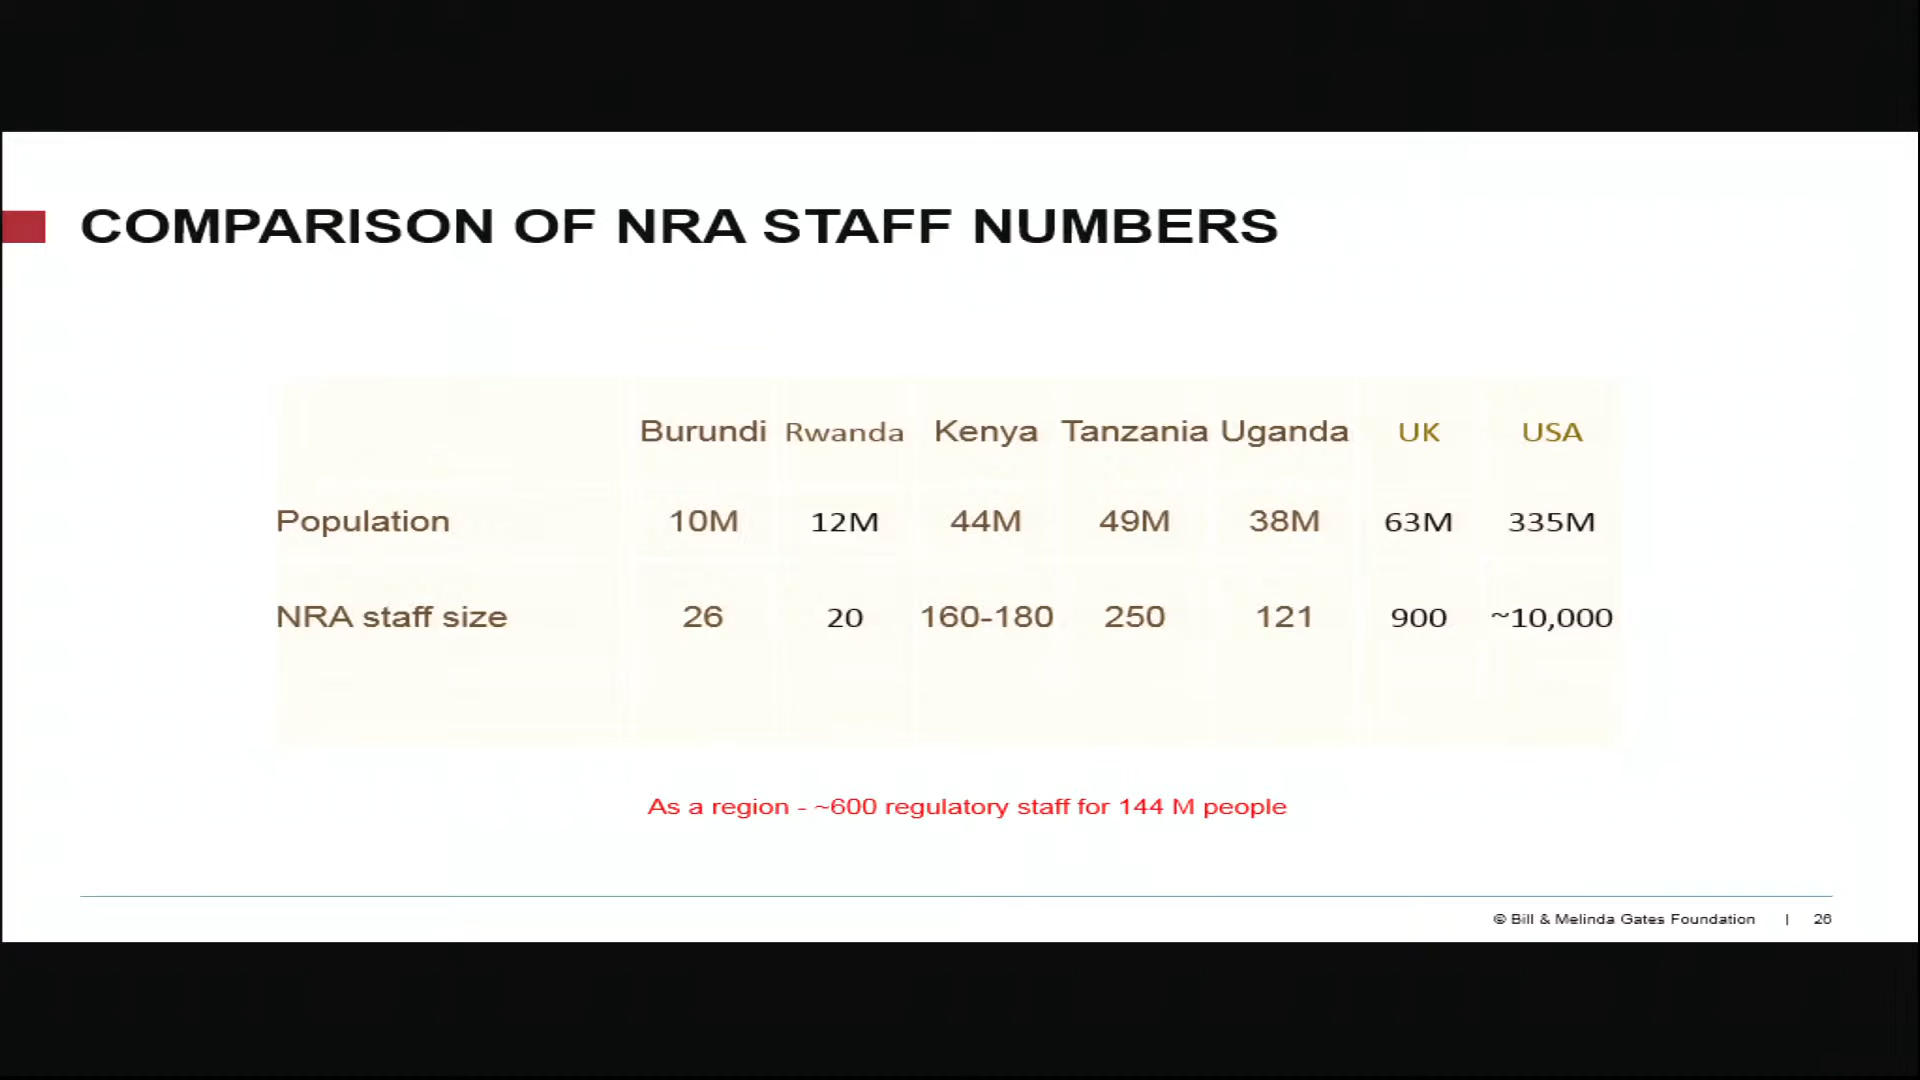 COMPARISON OF NRA STAFF NUMBERS
Burundi Rwanda Kenya Tanzania Uganda UK USA
Population 10M 12M 44M 49M 38M 63M 335M
NRA staff size 26 20 160-180 250 121 900 ~10,000
As a region - ~600 regulatory staff for 144 M people
© Bill & Melinda Gates Foundation | 26